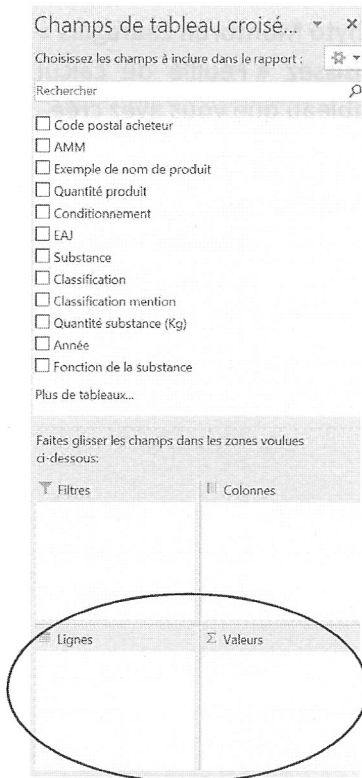 Champs de tableau croisé...
Choisissez les champs à inclure dans le rapport :
Rechercher
Code postal acheteur
AMM
Exemple de nom de produit
Quantité produit
Conditionnement
EAJ
Substance
Classification
Classification mention
Quantité substance (Kg)
Année
Fonction de la substance
Plus de tableaux...
Faites glisser les champs dans les zones voulues
ci-dessous:
Filtres
Colonnes
Lignes
Σ Valeurs